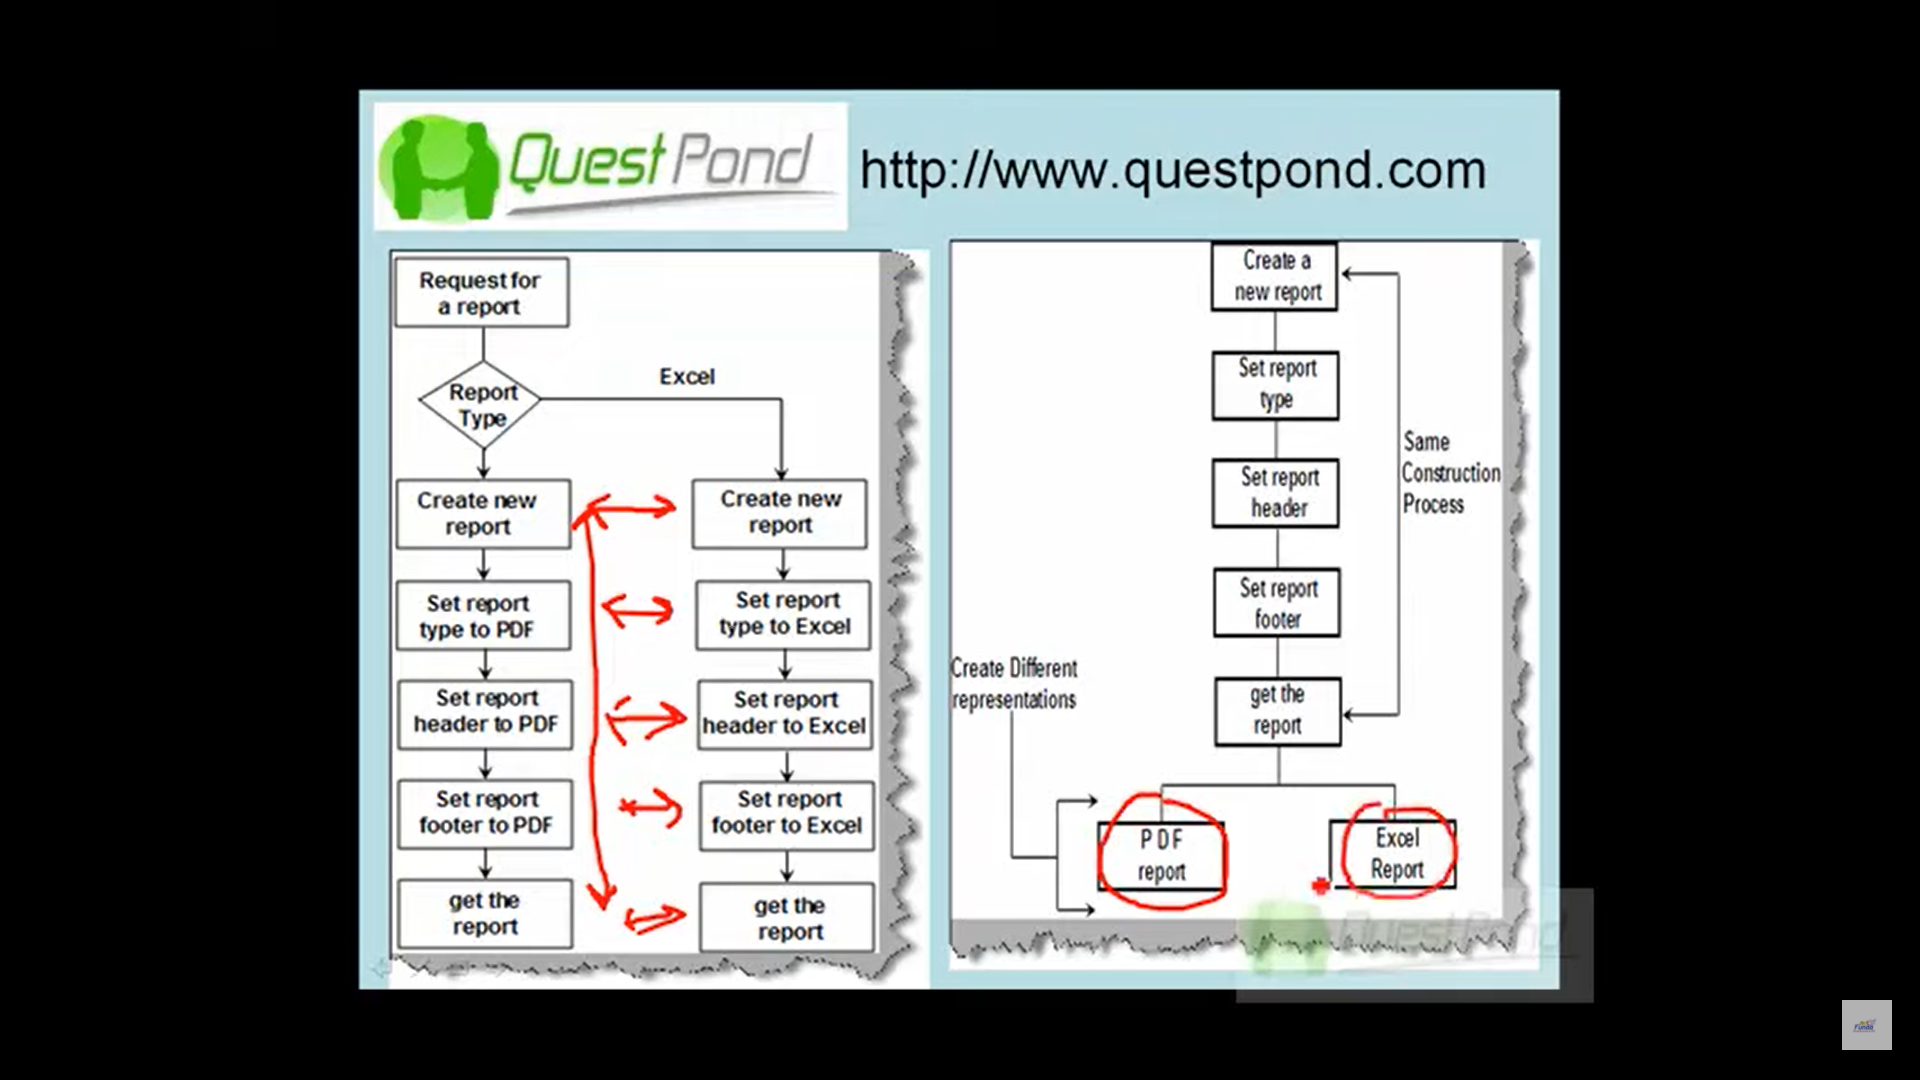 QuestPond
http://www.questpond.com
Request for
a report
Report
Type
Excel
Create new
report
Set report
type to PDF
Set report
header to PDF
Set report
footer to PDF
get the
report
Create new
report
Set report
type to Excel
Set report
header to Excel
Set report
footer to Excel
get the
report
Create a
new report
Set report
type
Set report
header
Set report
footer
get the
report
Same
Construction
Process
Create Different
representations
PDF
report
Excel
Report
QuestPond
Funda